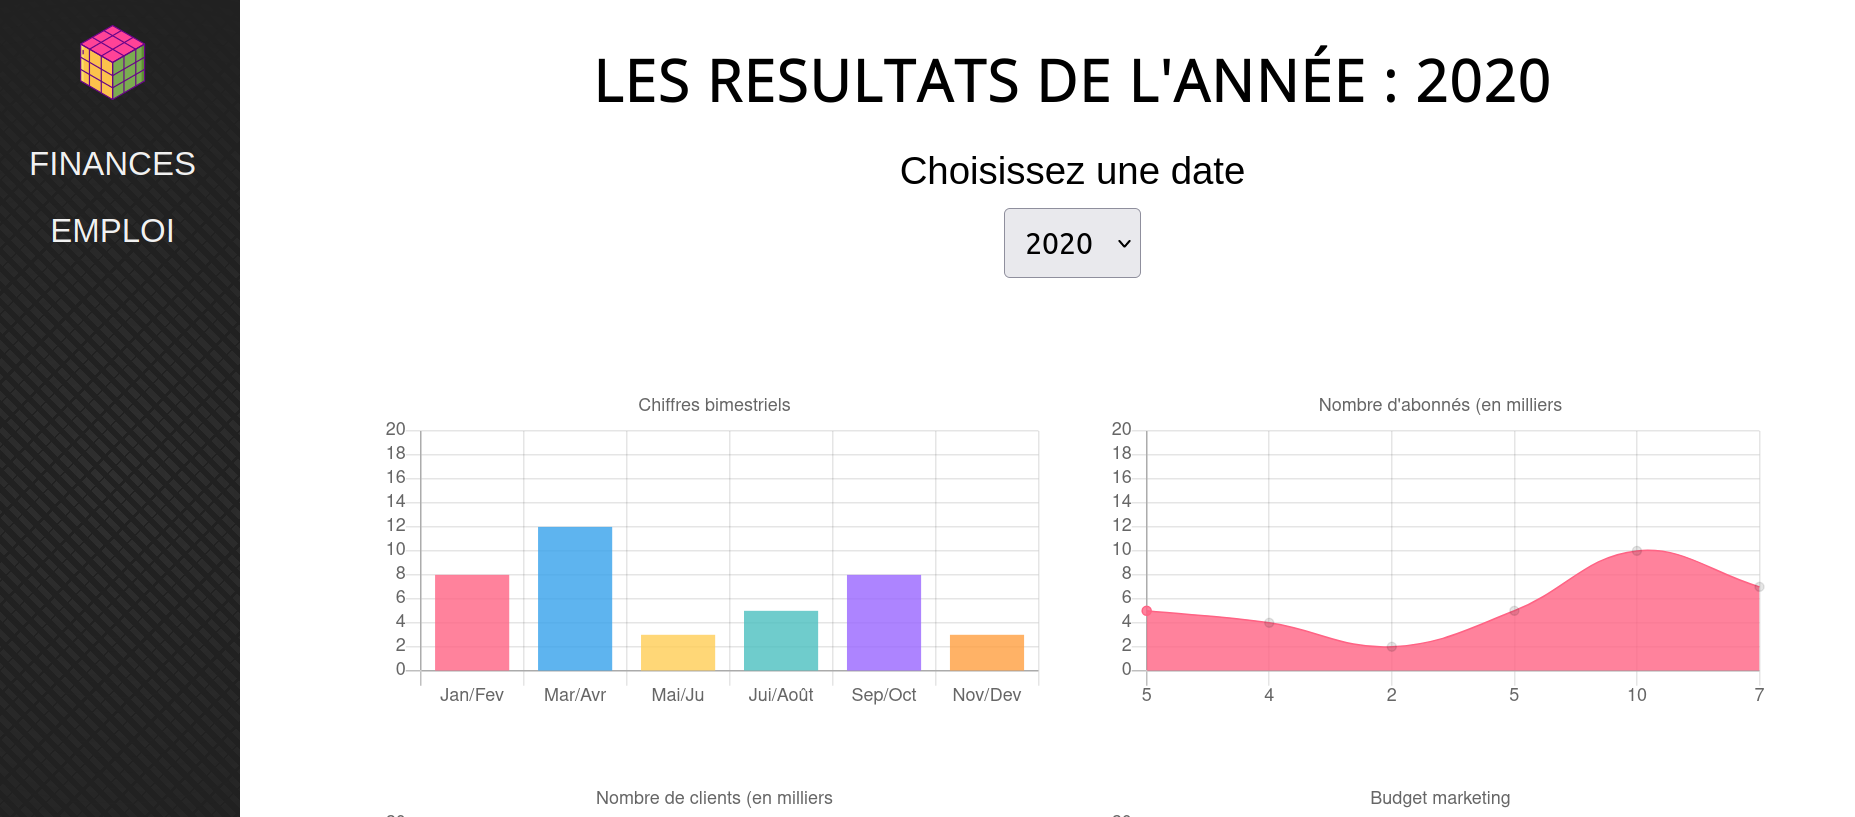 FINANCES
EMPLOI
LES RESULTATS DE L'ANNÉE : 2020
Choisissez une date
2020
Chiffres bimestriels
20
18
16
14
12
10
8
6
4
2
0
Jan/Fev Mar/Avr Mai/Ju Jui/Août Sep/Oct Nov/Dev
Nombre d'abonnés (en milliers
20
18
16
14
12
10
8
6
4
2
0
5 4 2 5 10 7
Nombre de clients (en milliers
Budget marketing